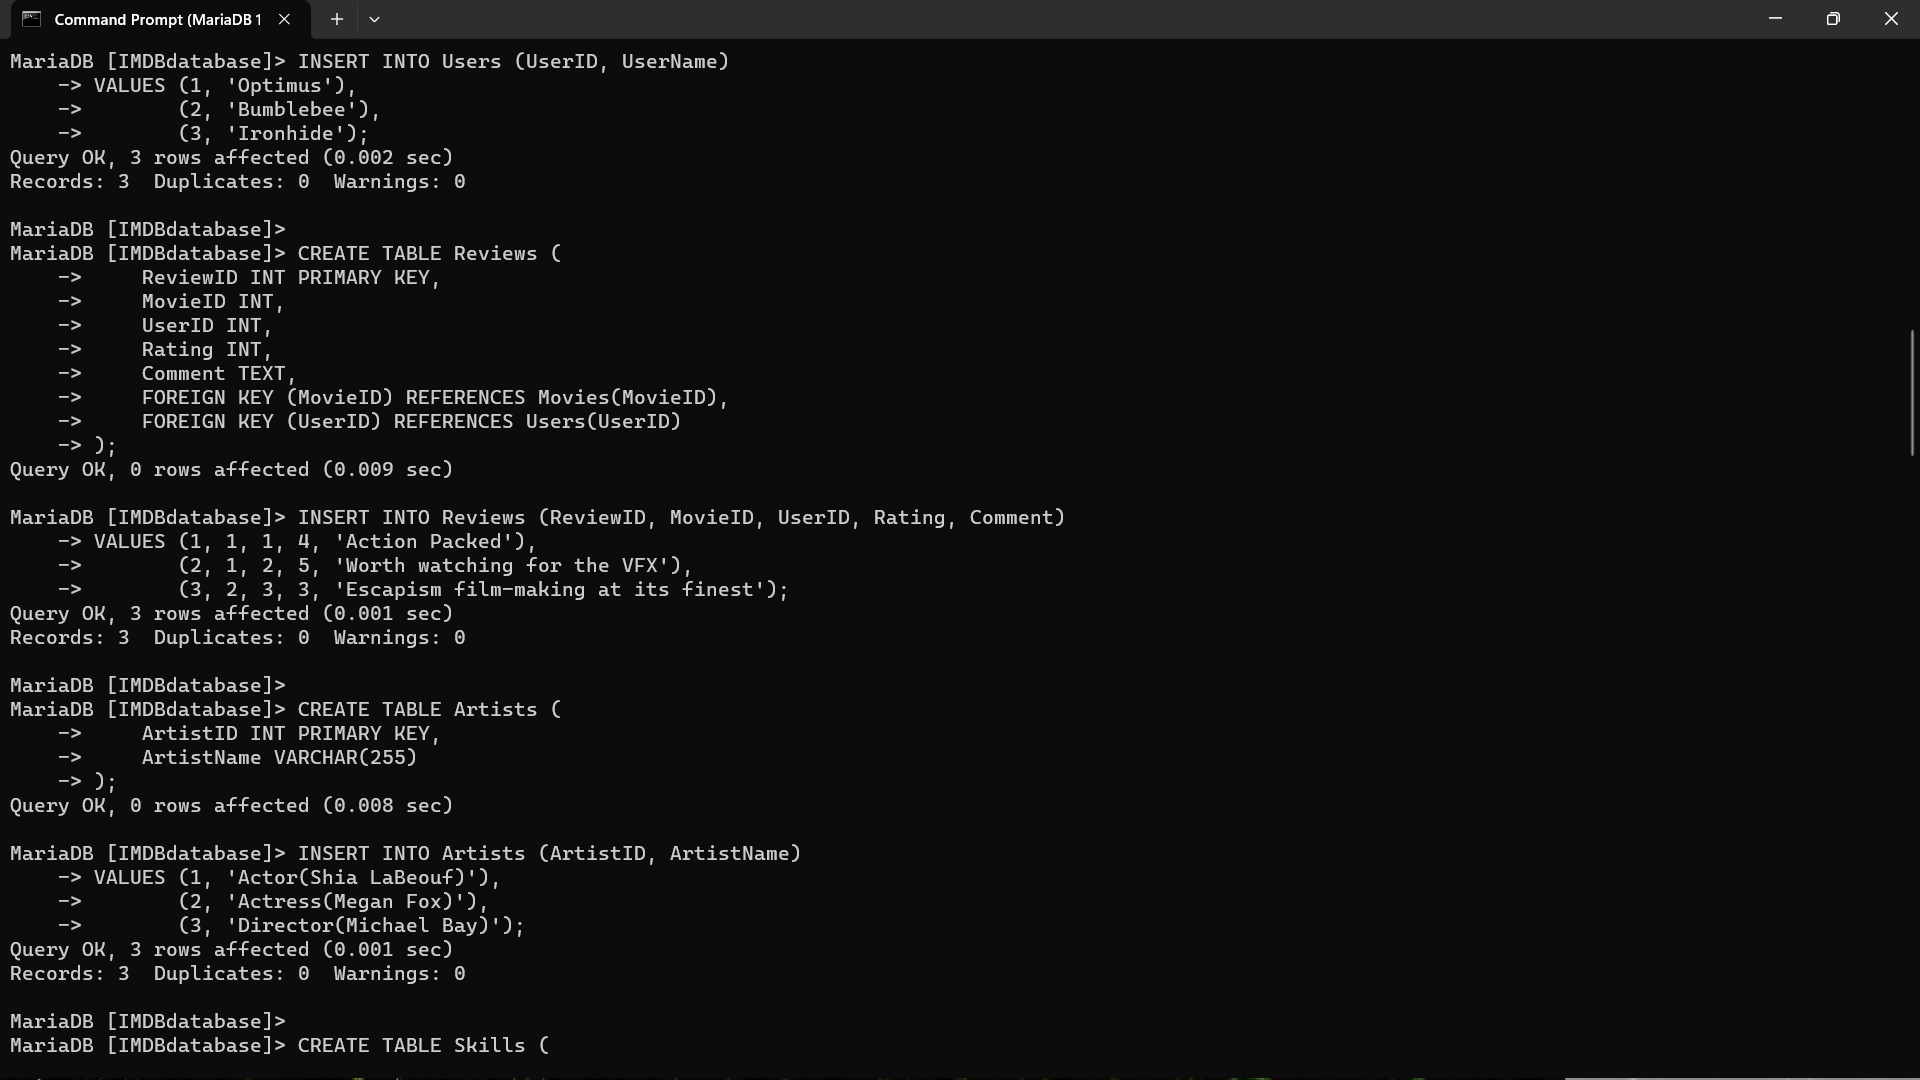 Command Prompt (MariaDB 1
MariaDB [IMDBdatabase]> INSERT INTO Users (UserID, UserName)
    -> VALUES (1, 'Optimus'),
    ->        (2, 'Bumblebee'),
    ->        (3, 'Ironhide');
Query OK, 3 rows affected (0.002 sec)
Records: 3  Duplicates: 0  Warnings: 0

MariaDB [IMDBdatabase]>
MariaDB [IMDBdatabase]> CREATE TABLE Reviews (
    ->     ReviewID INT PRIMARY KEY,
    ->     MovieID INT,
    ->     UserID INT,
    ->     Rating INT,
    ->     Comment TEXT,
    ->     FOREIGN KEY (MovieID) REFERENCES Movies(MovieID),
    ->     FOREIGN KEY (UserID) REFERENCES Users(UserID)
    -> );
Query OK, 0 rows affected (0.009 sec)

MariaDB [IMDBdatabase]> INSERT INTO Reviews (ReviewID, MovieID, UserID, Rating, Comment)
    -> VALUES (1, 1, 1, 4, 'Action Packed'),
    ->        (2, 1, 2, 5, 'Worth watching for the VFX'),
    ->        (3, 2, 3, 3, 'Escapism film-making at its finest');
Query OK, 3 rows affected (0.001 sec)
Records: 3  Duplicates: 0  Warnings: 0

MariaDB [IMDBdatabase]>
MariaDB [IMDBdatabase]> CREATE TABLE Artists (
    ->     ArtistID INT PRIMARY KEY,
    ->     ArtistName VARCHAR(255)
    -> );
Query OK, 0 rows affected (0.008 sec)

MariaDB [IMDBdatabase]> INSERT INTO Artists (ArtistID, ArtistName)
    -> VALUES (1, 'Actor(Shia LaBeouf)'),
    ->        (2, 'Actress(Megan Fox)'),
    ->        (3, 'Director(Michael Bay)');
Query OK, 3 rows affected (0.001 sec)
Records: 3  Duplicates: 0  Warnings: 0

MariaDB [IMDBdatabase]>
MariaDB [IMDBdatabase]> CREATE TABLE Skills (